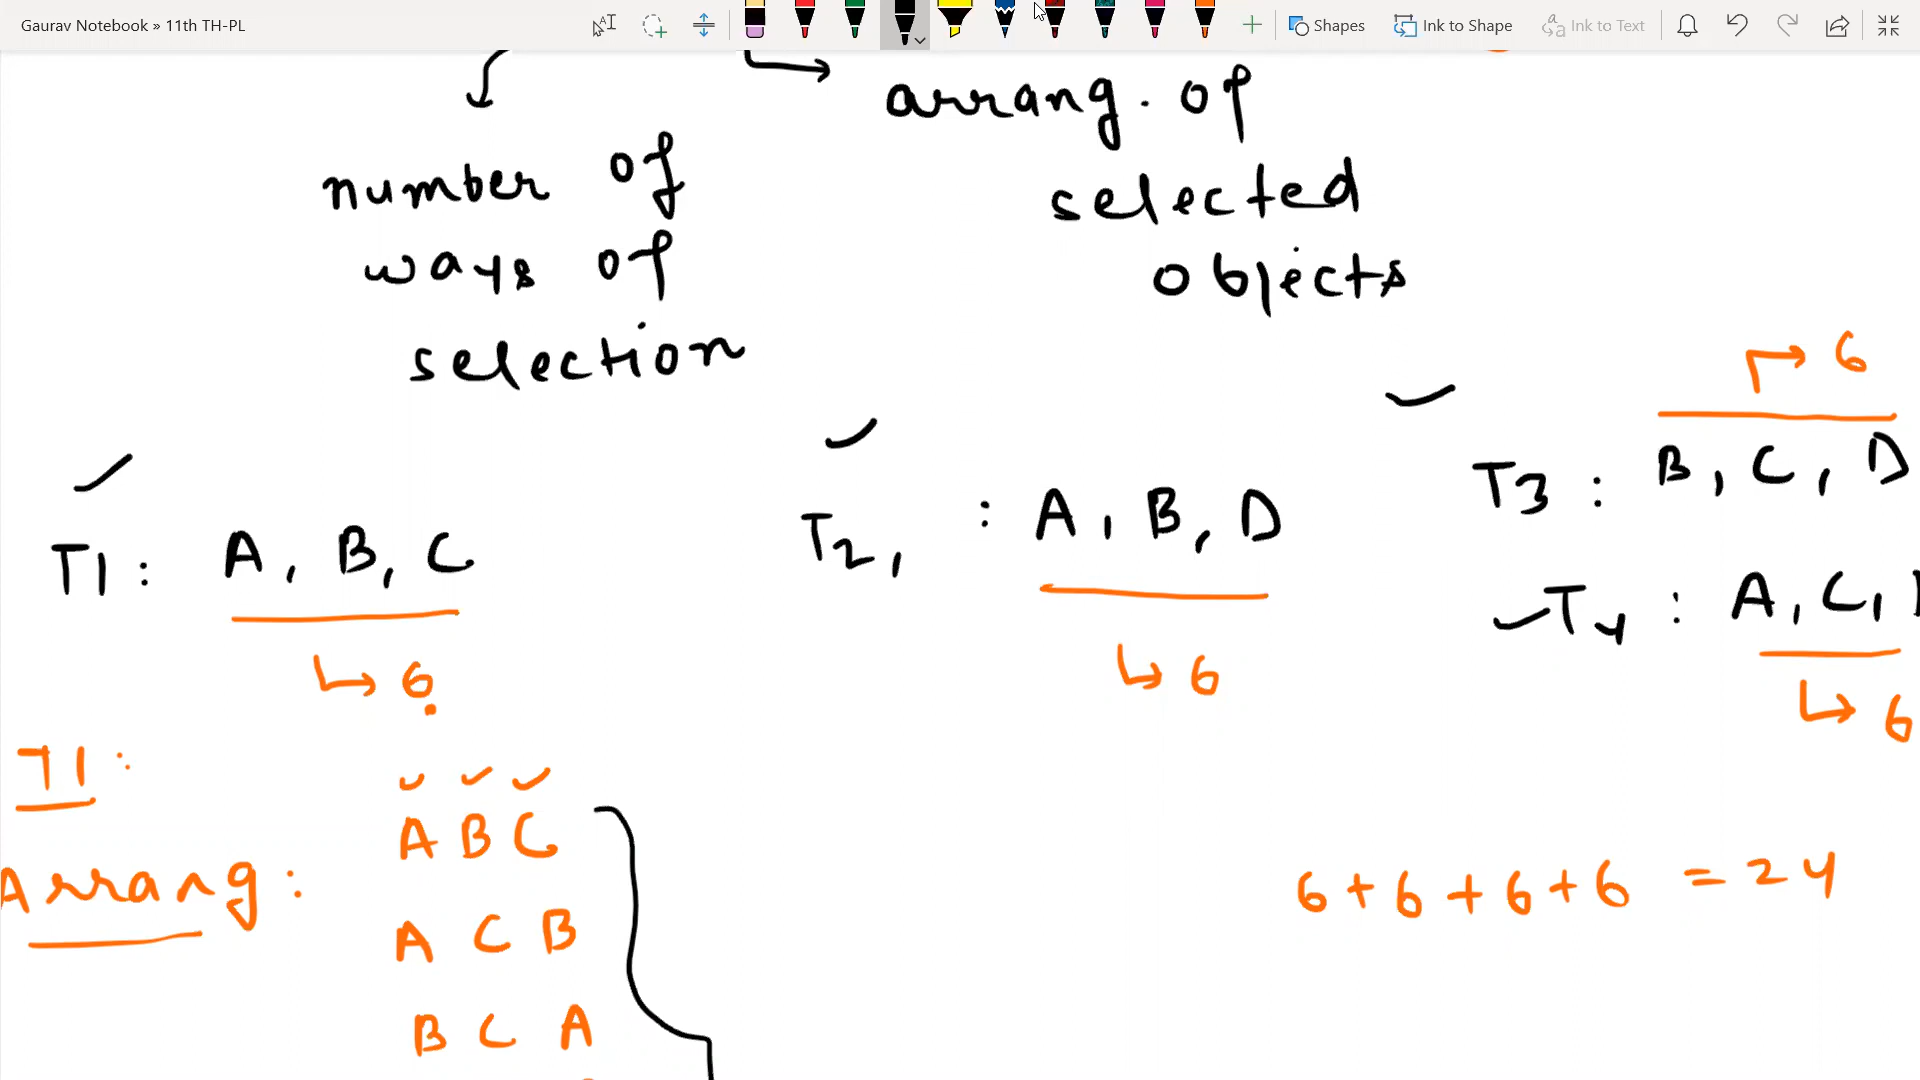 Gaurav Notebook » 11th TH-PL
Shapes
Ink to Shape
Ink to Text
number of
ways of
selection
arrang. of
selected
objects
T1 : A, B, C
6
T2, : A, B, D
6
6
T3 : B, C, D
T4 : A, C,
6
T1:
Arrang:
A B C
A C B
B C A
6 + 6 + 6 + 6 = 24